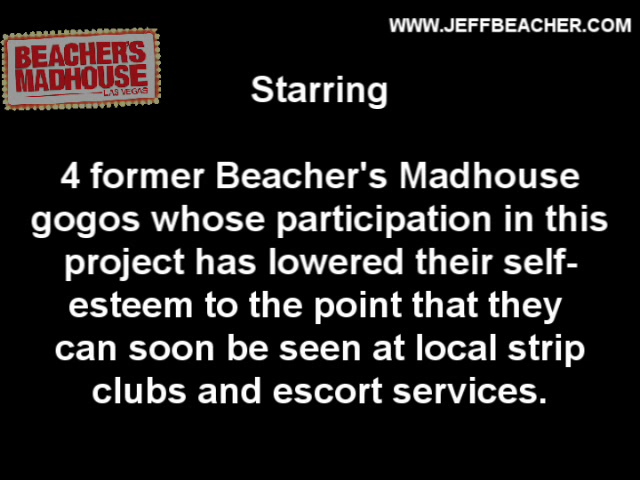 WWW.JEFFBEACHER.COM
BEACHER'S
MADHOUSE
LAS VEGAS
Starring
4 former Beacher's Madhouse
gogos whose participation in this
project has lowered their self-
esteem to the point that they
can soon be seen at local strip
clubs and escort services.